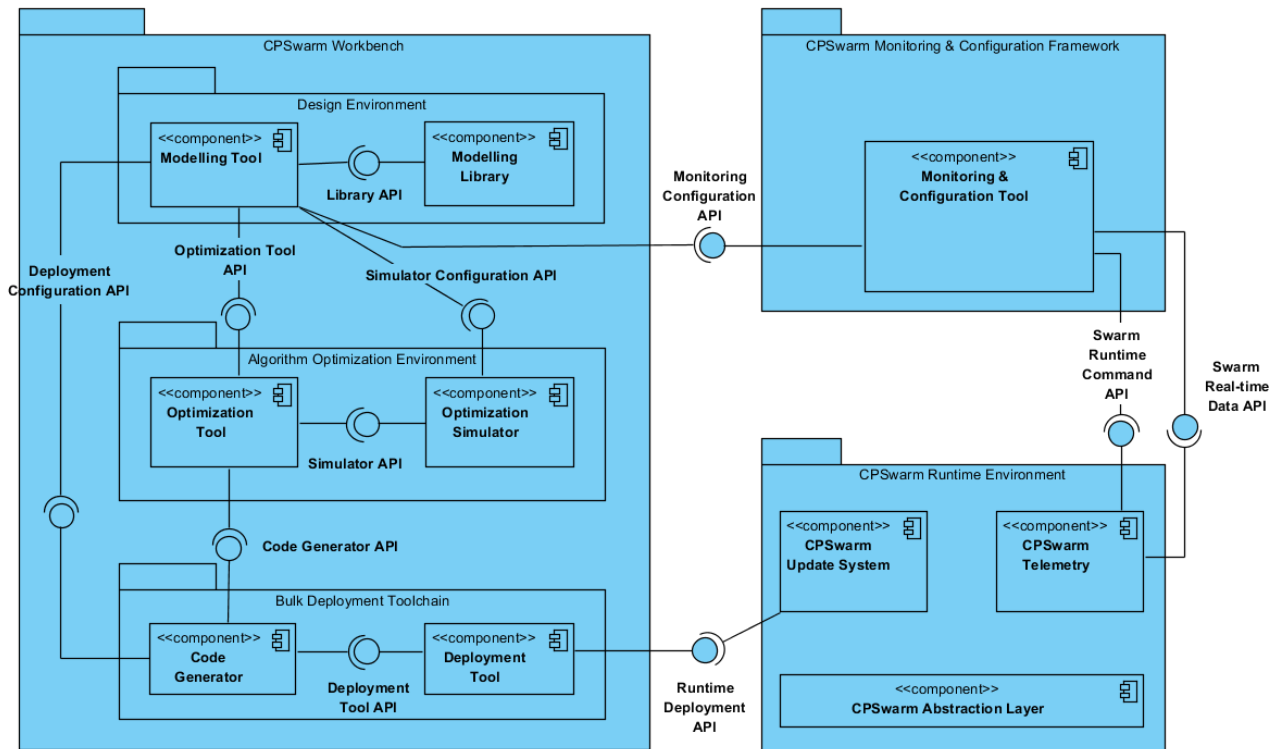 CPSwarm Workbench
Design Environment
<<component>>
Modelling Tool
<<component>>
Modelling
Library
Library API
Optimization Tool
API
Simulator Configuration API
Deployment
Configuration API
Algorithm Optimization Environment
<<component>>
Optimization
Tool
<<component>>
Optimization
Simulator
Simulator API
Code Generator API
Bulk Deployment Toolchain
<<component>>
Code
Generator
<<component>>
Deployment
Tool
Deployment
Tool API
CPSwarm Monitoring & Configuration Framework
<<component>>
Monitoring &
Configuration Tool
Monitoring
Configuration
API
Swarm
Runtime
Command
API
Swarm
Real-time
Data API
CPSwarm Runtime Environment
<<component>>
CPSwarm
Update System
<<component>>
CPSwarm
Telemetry
Runtime
Deployment
API
<<component>>
CPSwarm Abstraction Layer